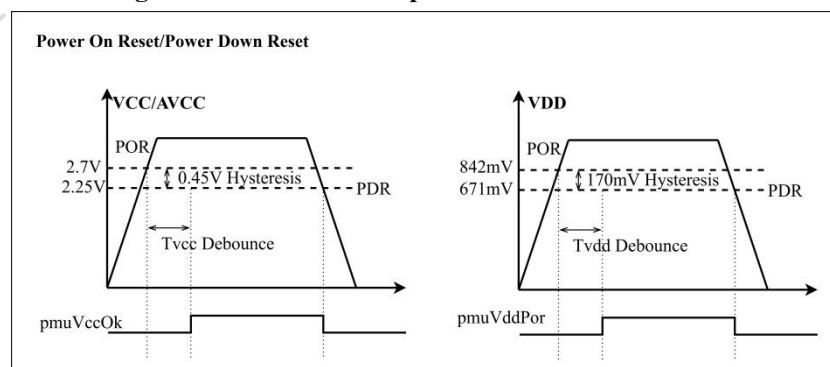 Power On Reset/Power Down Reset
VCC/AVCC
POR
2.7V
0.45V Hysteresis
2.25V
PDR
Tvcc Debounce
pmuVccOk
VDD
POR
842mV
170mV Hysteresis
671mV
PDR
Tvdd Debounce
pmuVddPor